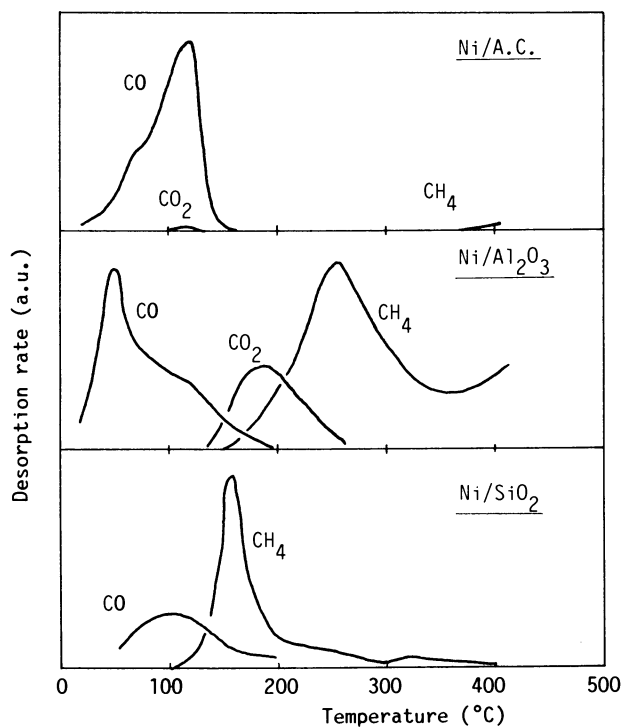 Ni/A.C.
CO
CO2
CH4
Ni/Al2O3
CO
CO2
CH4
Ni/SiO2
CH4
CO
Desorption rate (a.u.)
0 100 200 300 400 500
Temperature (°C)